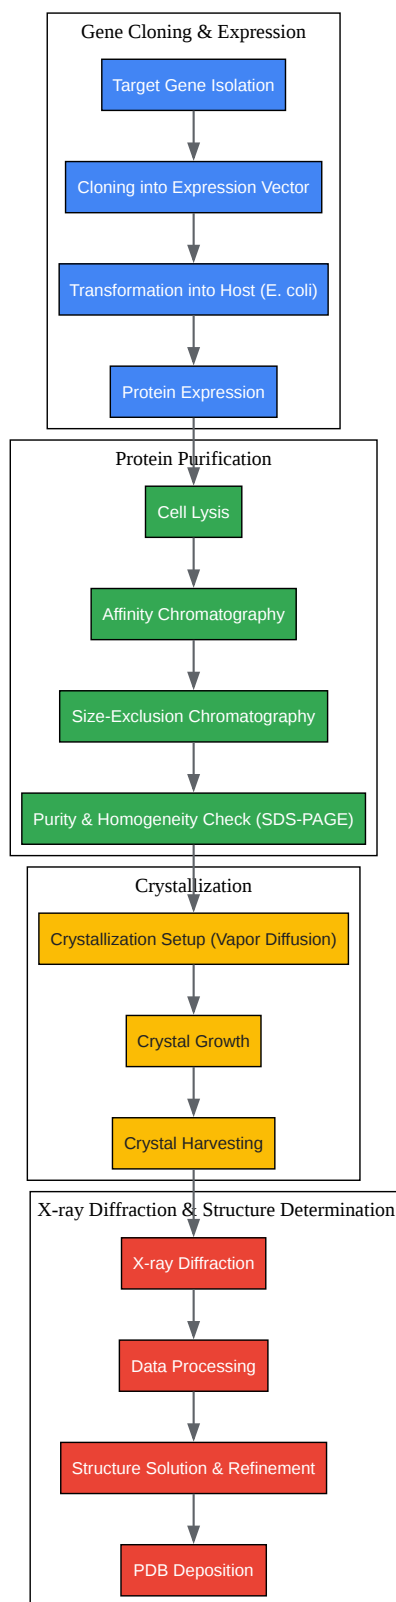 Gene Cloning & Expression
Target Gene Isolation
Cloning into Expression Vector
Transformation into Host (E. coli)
Protein Expression
Protein Purification
Cell Lysis
Affinity Chromatography
Size-Exclusion Chromatography
Purity & Homogeneity Check (SDS-PAGE)
Crystallization
Crystallization Setup (Vapor Diffusion)
Crystal Growth
Crystal Harvesting
X-ray Diffraction & Structure Determination
X-ray Diffraction
Data Processing
Structure Solution & Refinement
PDB Deposition